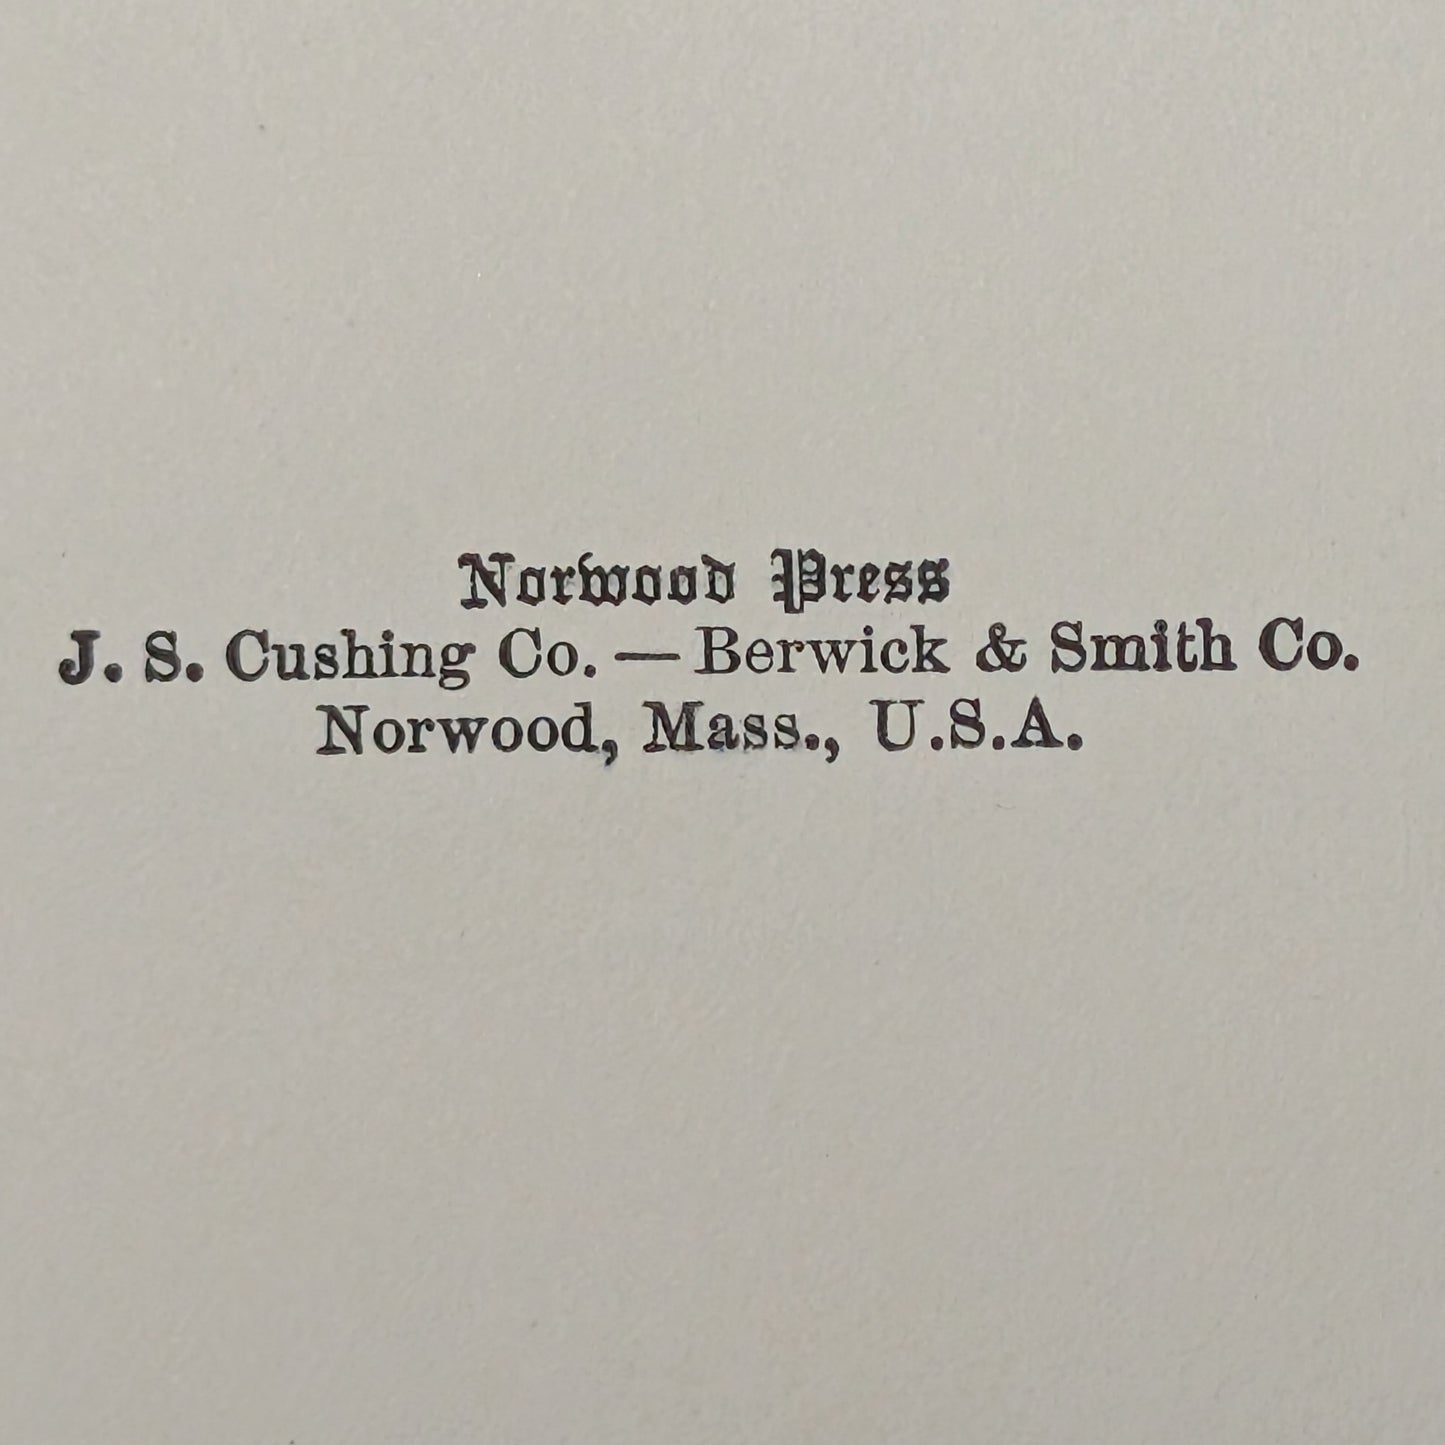 Norwood Press
J. S. Cushing Co. — Berwick & Smith Co.
Norwood, Mass., U.S.A.